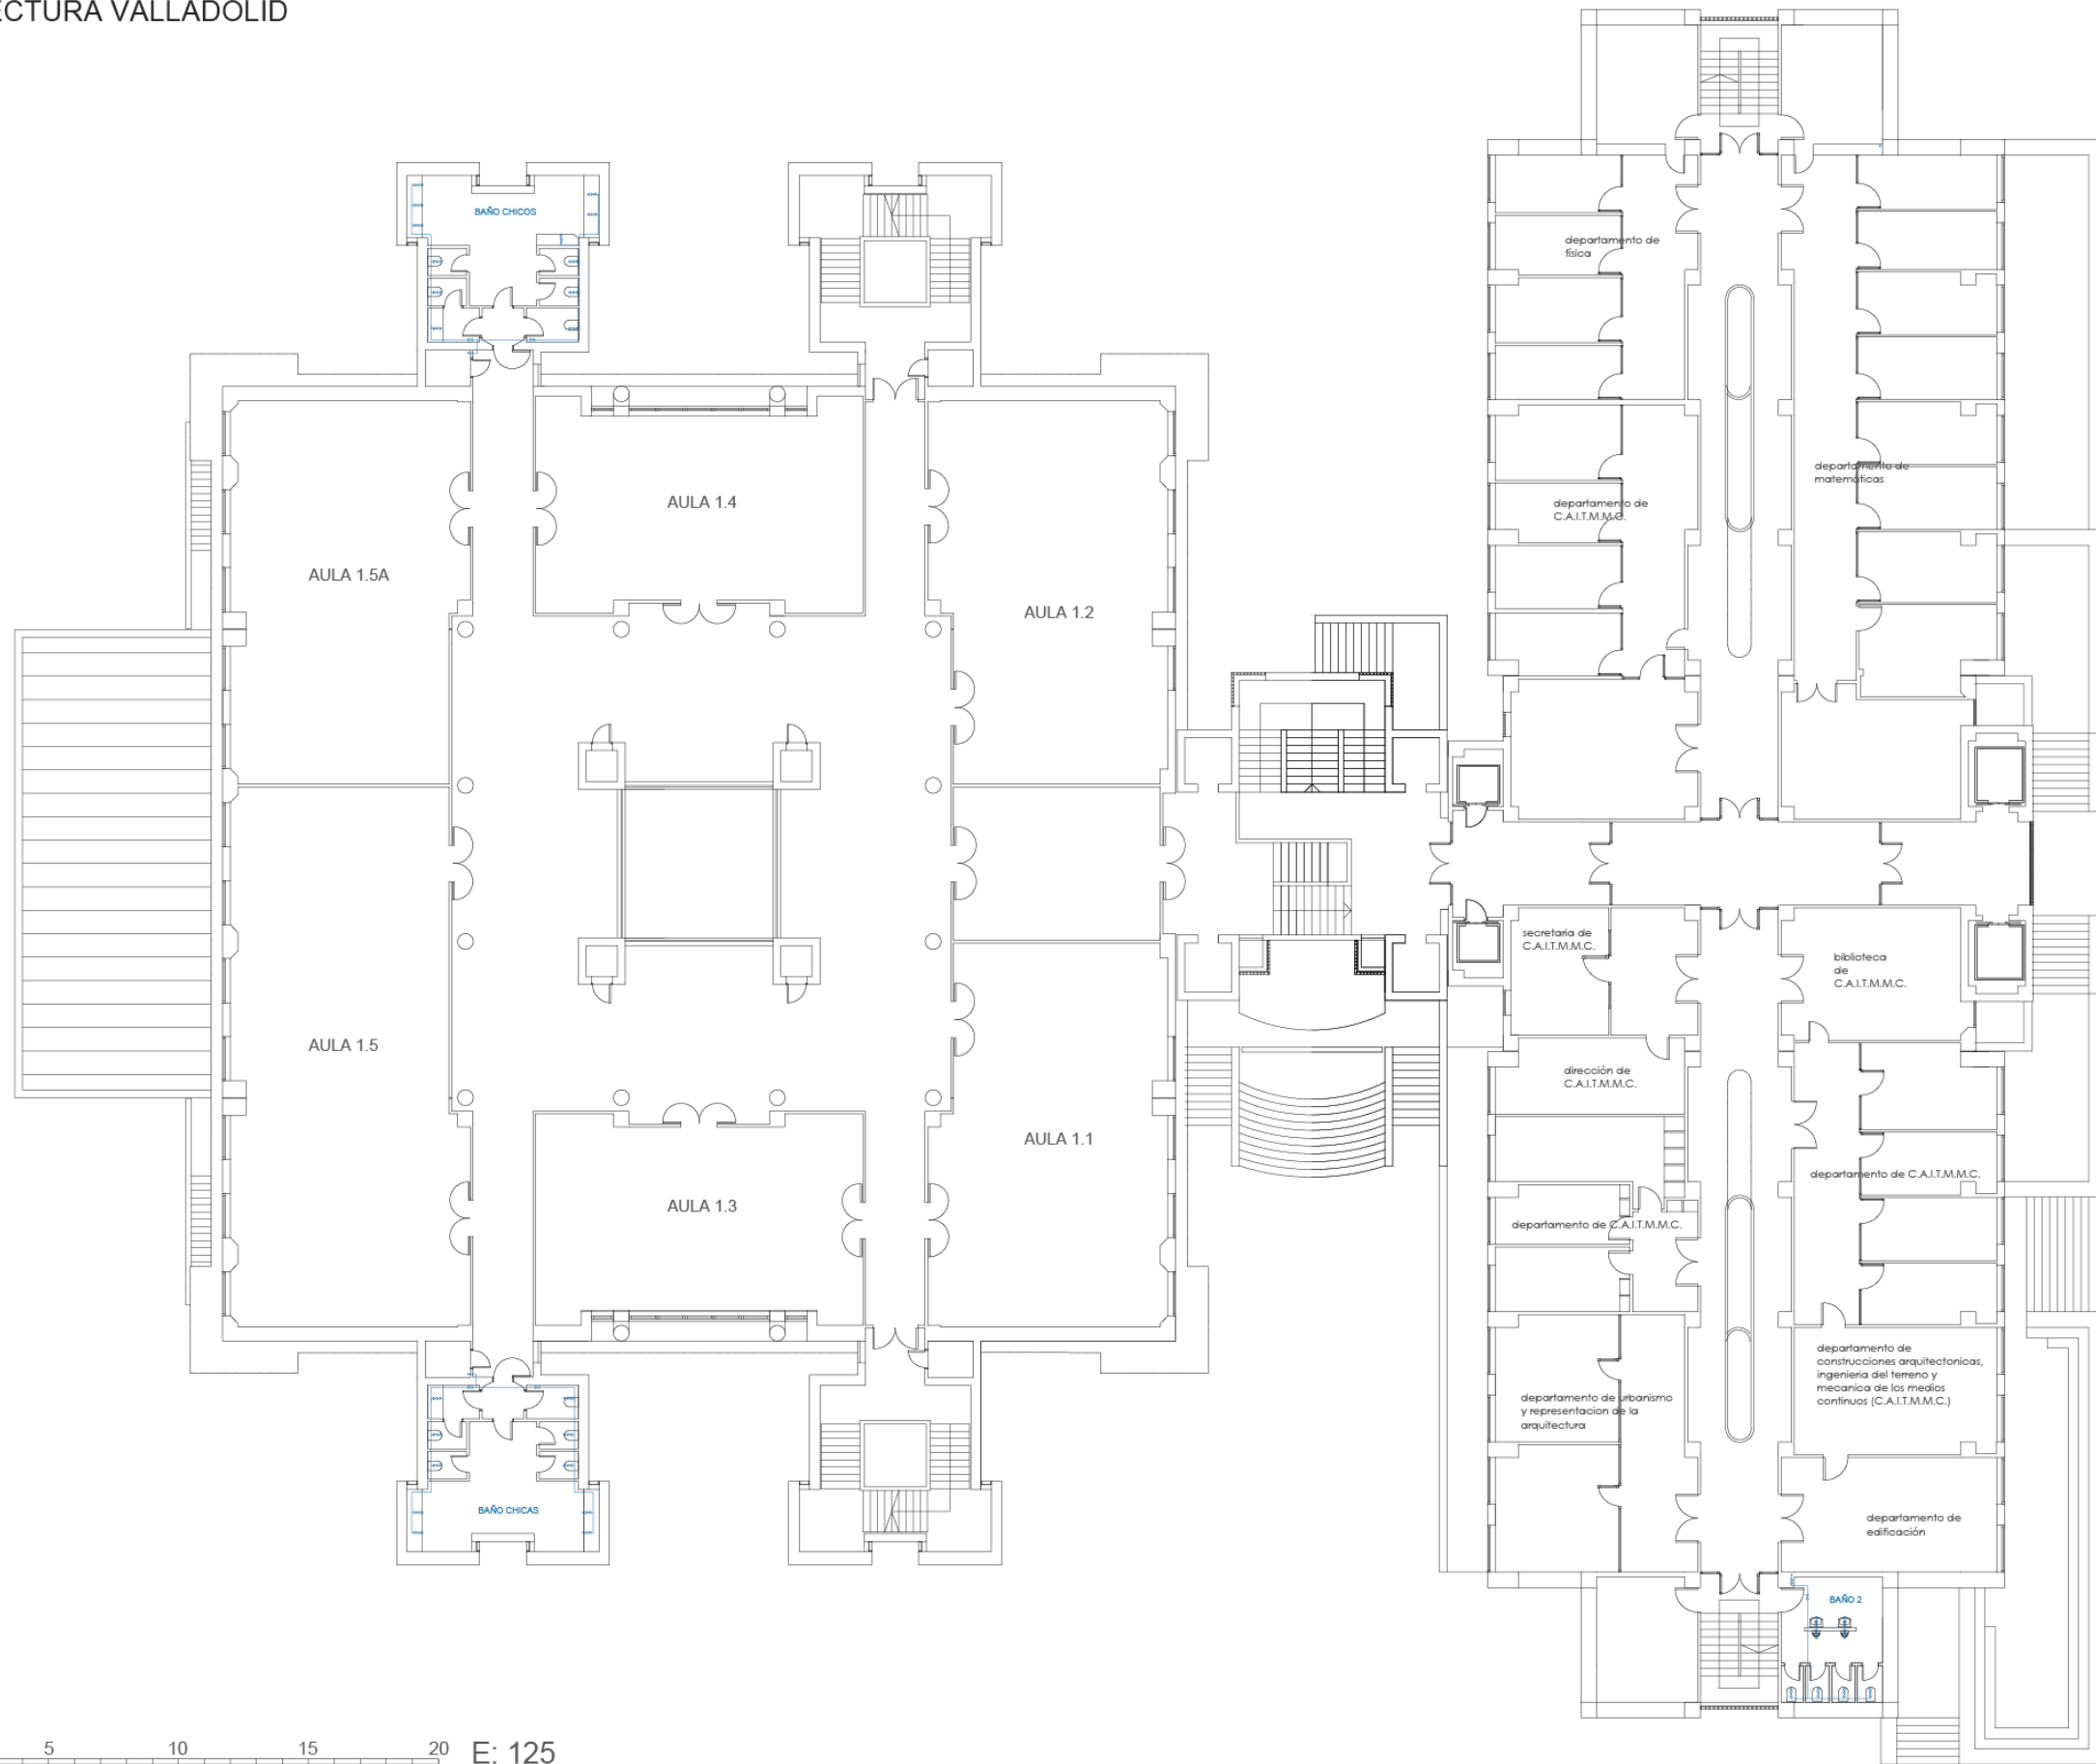 ECTURA VALLADOLID
BAÑO CHICOS
departamento de
física
AULA 1.4
departamento de
matemáticas
departamento de
C.A.I.T.M.M.C.
AULA 1.5A
AULA 1.2
secretaria de
C.A.I.T.M.M.C.
biblioteca
de
C.A.I.T.M.M.C.
AULA 1.5
dirección de
C.A.I.T.M.M.C.
AULA 1.1
departamento de C.A.I.T.M.M.C.
AULA 1.3
departamento de C.A.I.T.M.M.C.
departamento de
construcciones arquitectonicas,
ingenieria del terreno y
mecanica de los medios
continuos (C.A.I.T.M.M.C.)
departamento de urbanismo
y representacion de la
arquitectura
BAÑO CHICAS
departamento de
edificación
BAÑO 2
5 10 15 20 E: 125